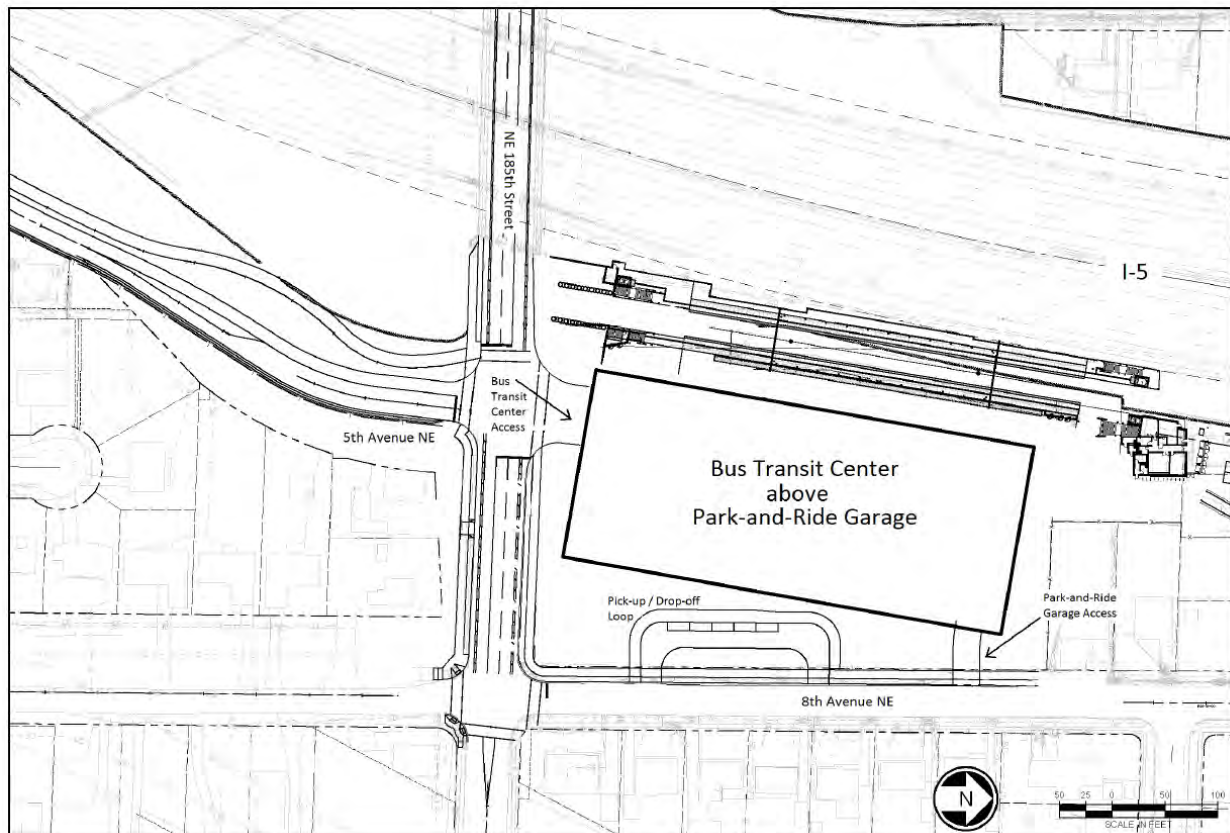 NE 185th Street
I-5
Bus
Transit
Center
Access
5th Avenue NE
Bus Transit Center
above
Park-and-Ride Garage
Pick-up / Drop-off
Loop
Park-and-Ride
Garage Access
8th Avenue NE
N
50 25 0 50 100
SCALE IN FEET